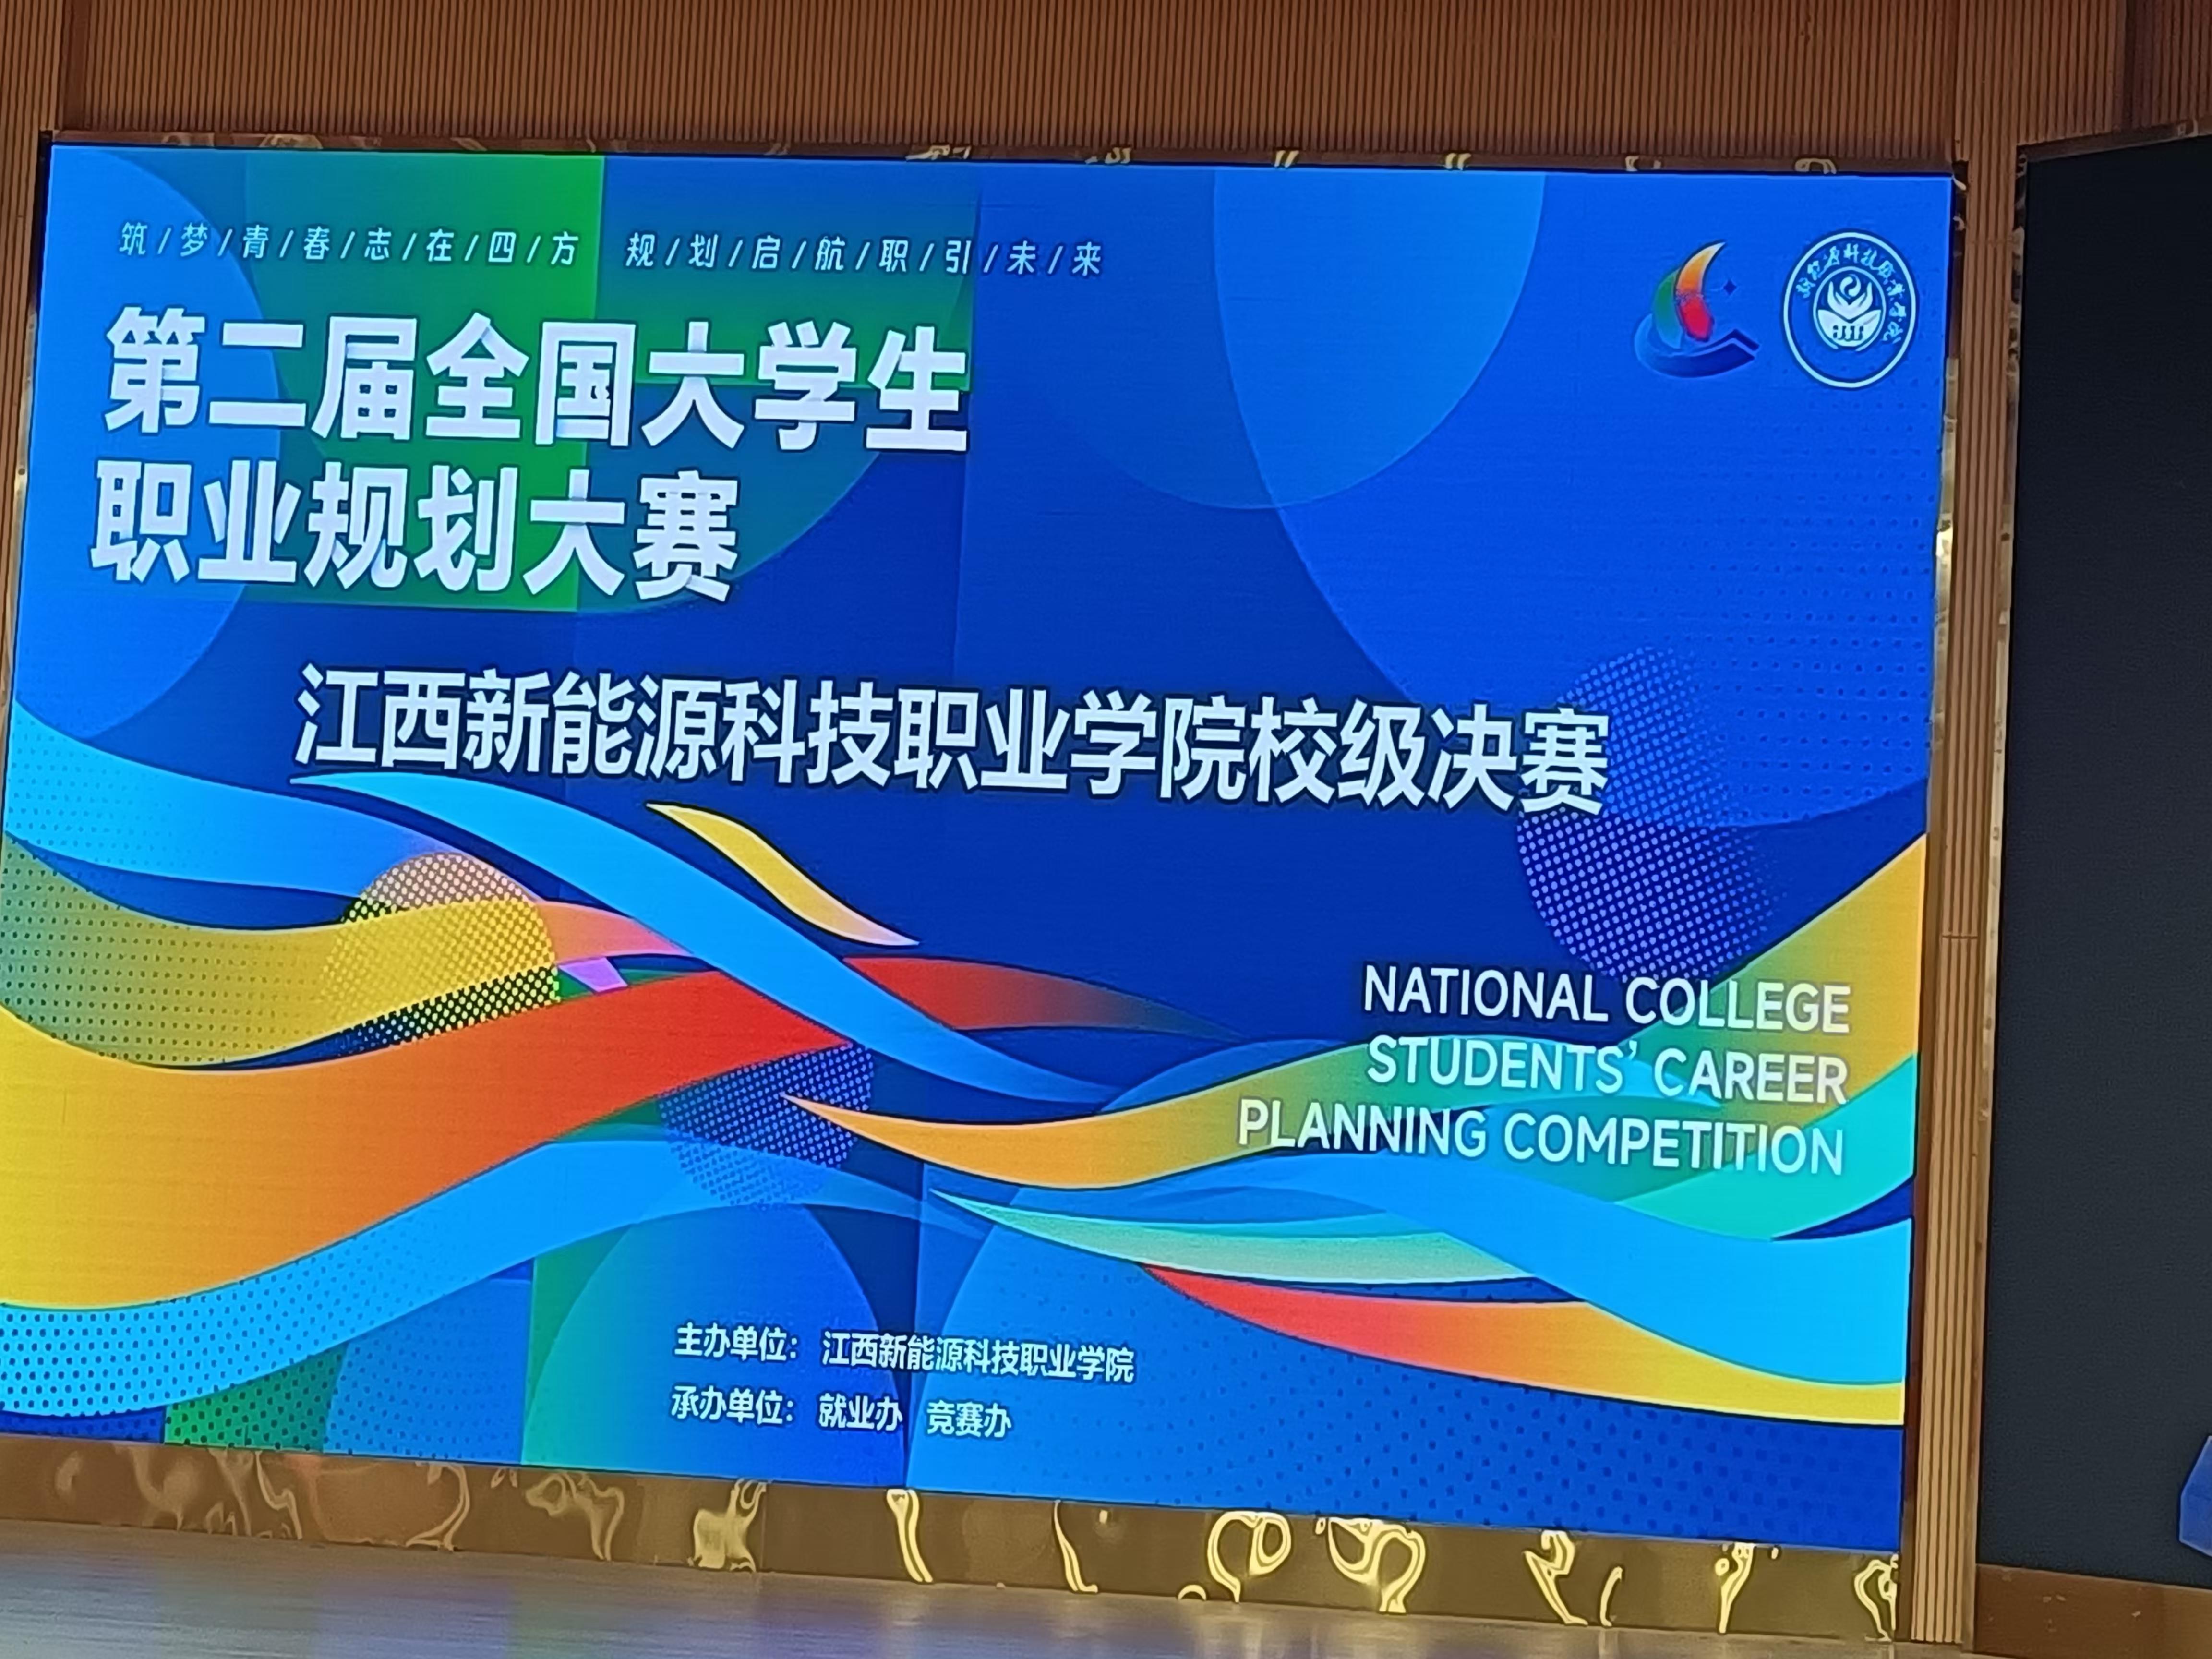 筑/梦/青/春/志/在/四/方 规/划/启/航/职/引/未/来
第二届全国大学生
职业规划大赛
江西新能源科技职业学院校级决赛
NATIONAL COLLEGE
STUDENTS' CAREER
PLANNING COMPETITION
主办单位： 江西新能源科技职业学院
承办单位： 就业办 竞赛办